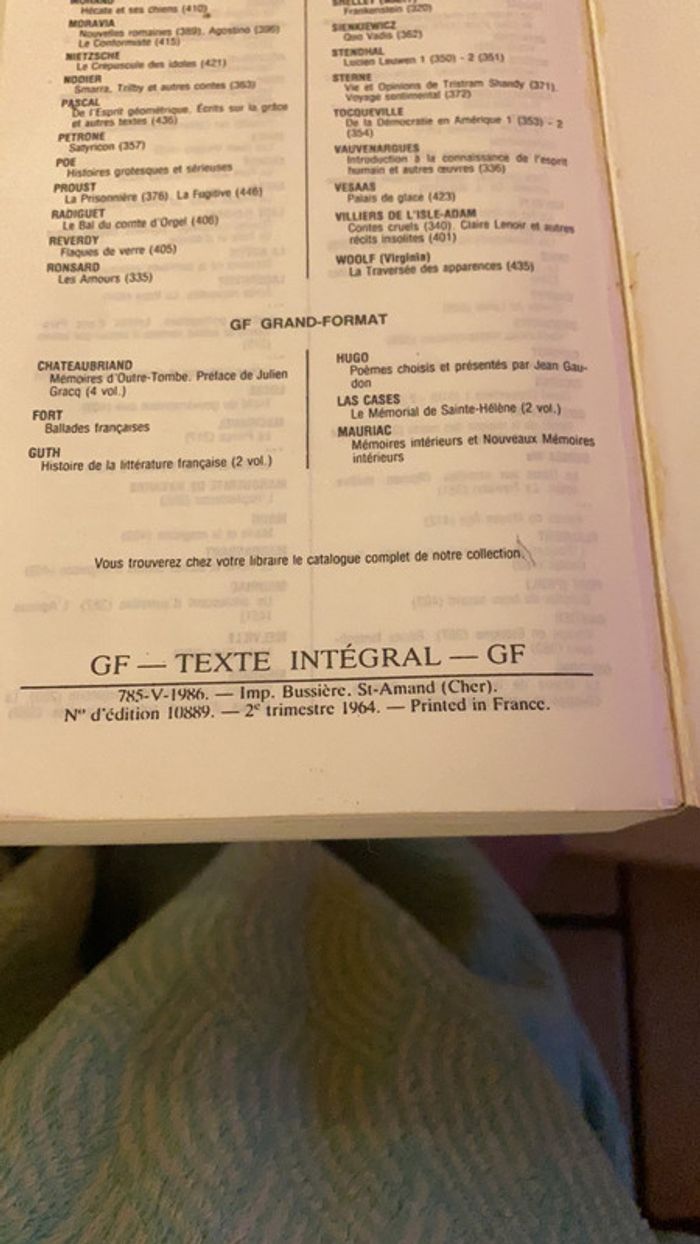 MORAND
Hécate et ses chiens (410)
MORAVIA
Nouvelles romaines (389). Agostino (396)
Le Conformiste (415)
NIETZSCHE
Le Crépuscule des idoles (421)
NODIER
Smarra, Trilby et autres contes (363)
PASCAL
De l'Esprit géométrique. Écrits sur la grâce
et autres textes (436)
PETRONE
Satyricon (357)
POE
Histoires grotesques et sérieuses
PROUST
La Prisonnière (376). La Fugitive (446)
RADIGUET
Le Bal du comte d'Orgel (406)
REVERDY
Flaques de verre (405)
RONSARD
Les Amours (335)
Frankenstein (320)
SIENKIEWICZ
Quo Vadis (362)
STENDHAL
Lucien Leuwen 1 (350) - 2 (351)
STERNE
Vie et Opinions de Tristram Shandy (371).
Voyage sentimental (372)
TOCQUEVILLE
De la Démocratie en Amérique 1 (353) - 2
(354)
VAUVENARGUES
Introduction à la connaissance de l'esprit
humain et autres œuvres (336)
VESAAS
Palais de glace (423)
VILLIERS DE L'ISLE-ADAM
Contes cruels (340). Claire Lenoir et autres
récits insolites (401)
WOOLF (Virginia)
La Traversée des apparences (435)
GF GRAND-FORMAT
CHATEAUBRIAND
Mémoires d'Outre-Tombe. Préface de Julien
Gracq (4 vol.)
FORT
Ballades françaises
GUTH
Histoire de la littérature française (2 vol.)
HUGO
Poèmes choisis et présentés par Jean Gau-
don
LAS CASES
Le Mémorial de Sainte-Hélène (2 vol.)
MAURIAC
Mémoires intérieurs et Nouveaux Mémoires
intérieurs
Vous trouverez chez votre libraire le catalogue complet de notre collection.
GF — TEXTE INTÉGRAL — GF
785-V-1986. — Imp. Bussière. St-Amand (Cher).
Nº d'édition 10889. — 2e trimestre 1964. — Printed in France.